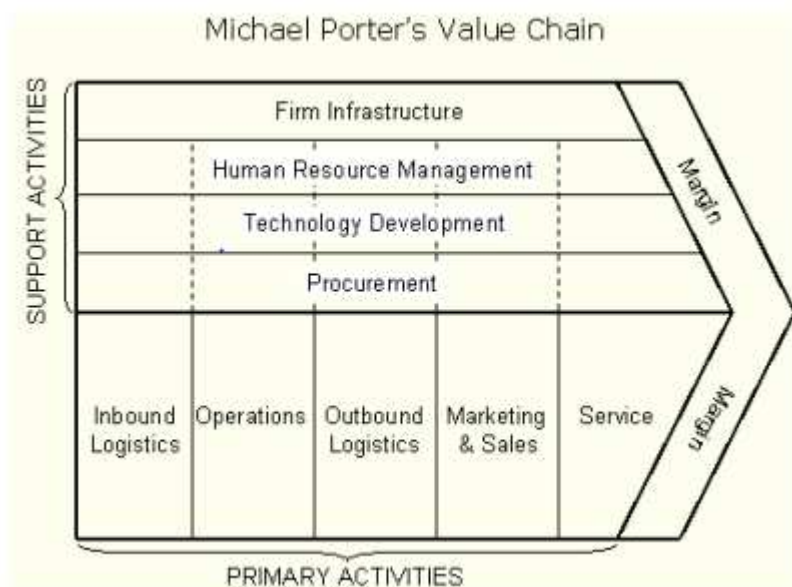 Michael Porter's Value Chain
SUPPORT ACTIVITIES
Firm Infrastructure
Human Resource Management
Technology Development
Procurement
Margin
Inbound
Logistics
Operations
Outbound
Logistics
Marketing
& Sales
Service
Margin
PRIMARY ACTIVITIES